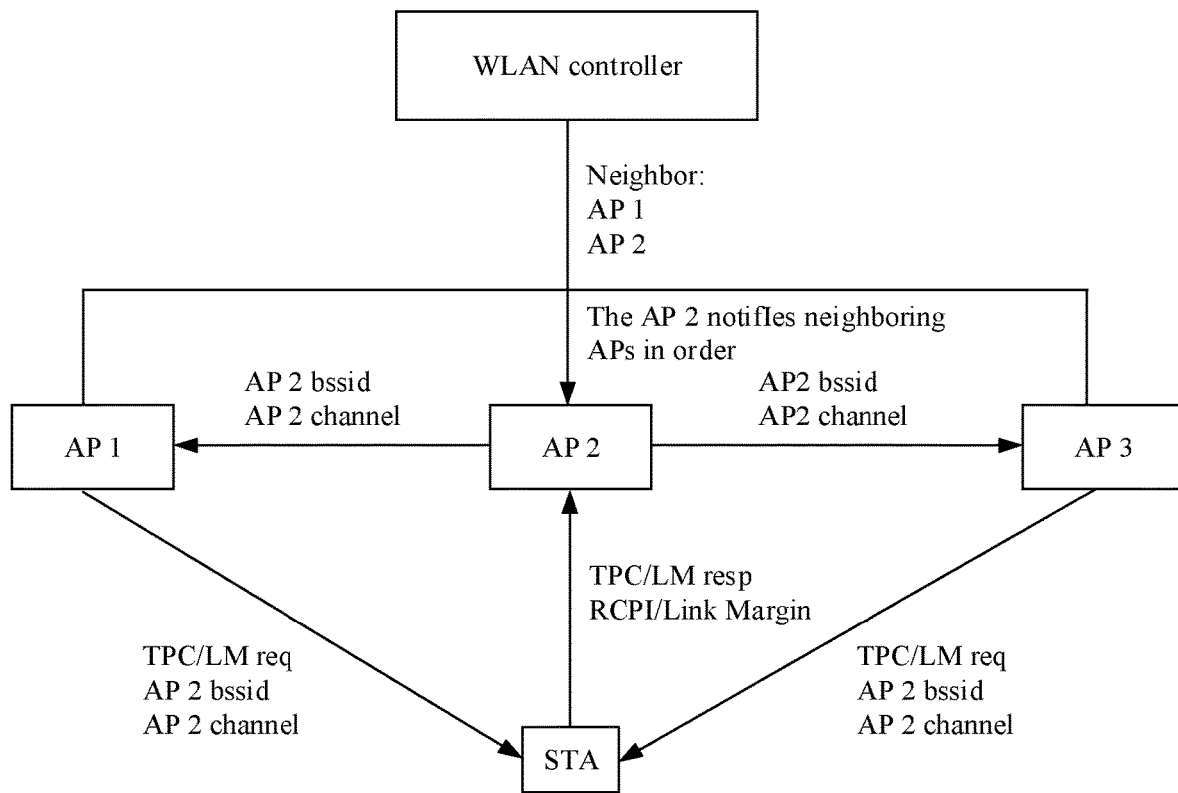 WLAN controller
Neighbor:
AP 1
AP 2
The AP 2 notifIes neighboring
APs in order
AP 2 bssid
AP 2 channel
AP2 bssid
AP2 channel
AP 1
AP 2
AP 3
TPC/LM resp
RCPI/Link Margin
TPC/LM req
AP 2 bssid
AP 2 channel
TPC/LM req
AP 2 bssid
AP 2 channel
STA